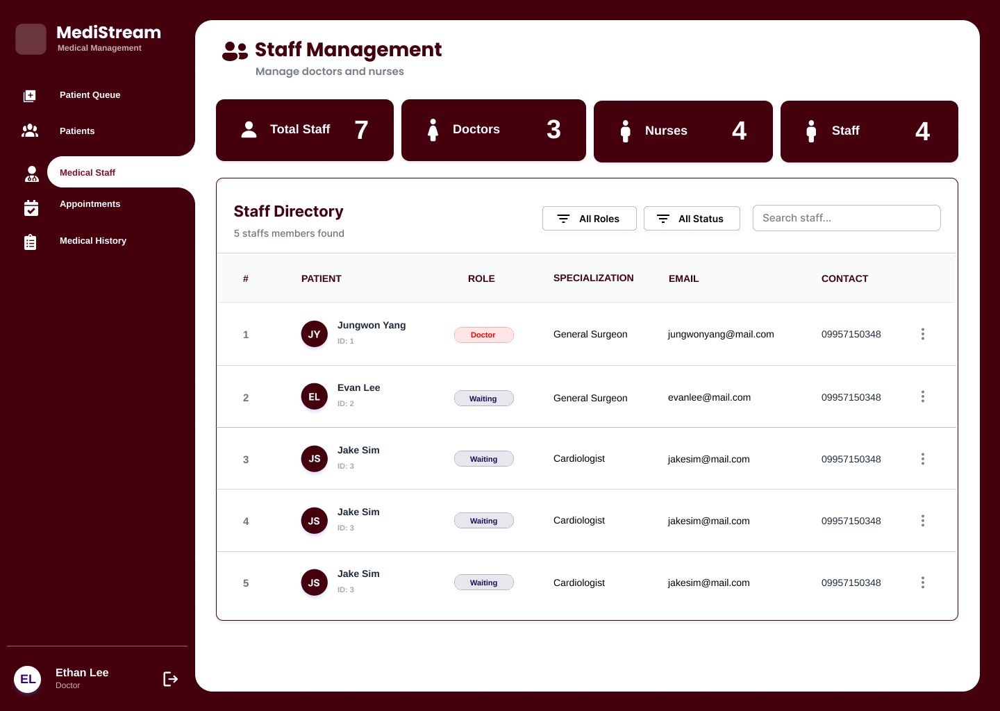 MediStream
Medical Management
Patient Queue
Patients
Medical Staff
Appointments
Medical History
Ethan Lee
Doctor
EL
Staff Management
Manage doctors and nurses
Total Staff 7
Doctors 3
Nurses 4
Staff 4
Staff Directory
5 staffs members found
All Roles
All Status
Search staff...
# PATIENT ROLE SPECIALIZATION EMAIL CONTACT
1 JY Jungwon Yang Doctor General Surgeon jungwonyang@mail.com 09957150348
ID: 1
2 EL Evan Lee Waiting General Surgeon evanlee@mail.com 09957150348
ID: 2
3 JS Jake Sim Waiting Cardiologist jakesim@mail.com 09957150348
ID: 3
4 JS Jake Sim Waiting Cardiologist jakesim@mail.com 09957150348
ID: 3
5 JS Jake Sim Waiting Cardiologist jakesim@mail.com 09957150348
ID: 3